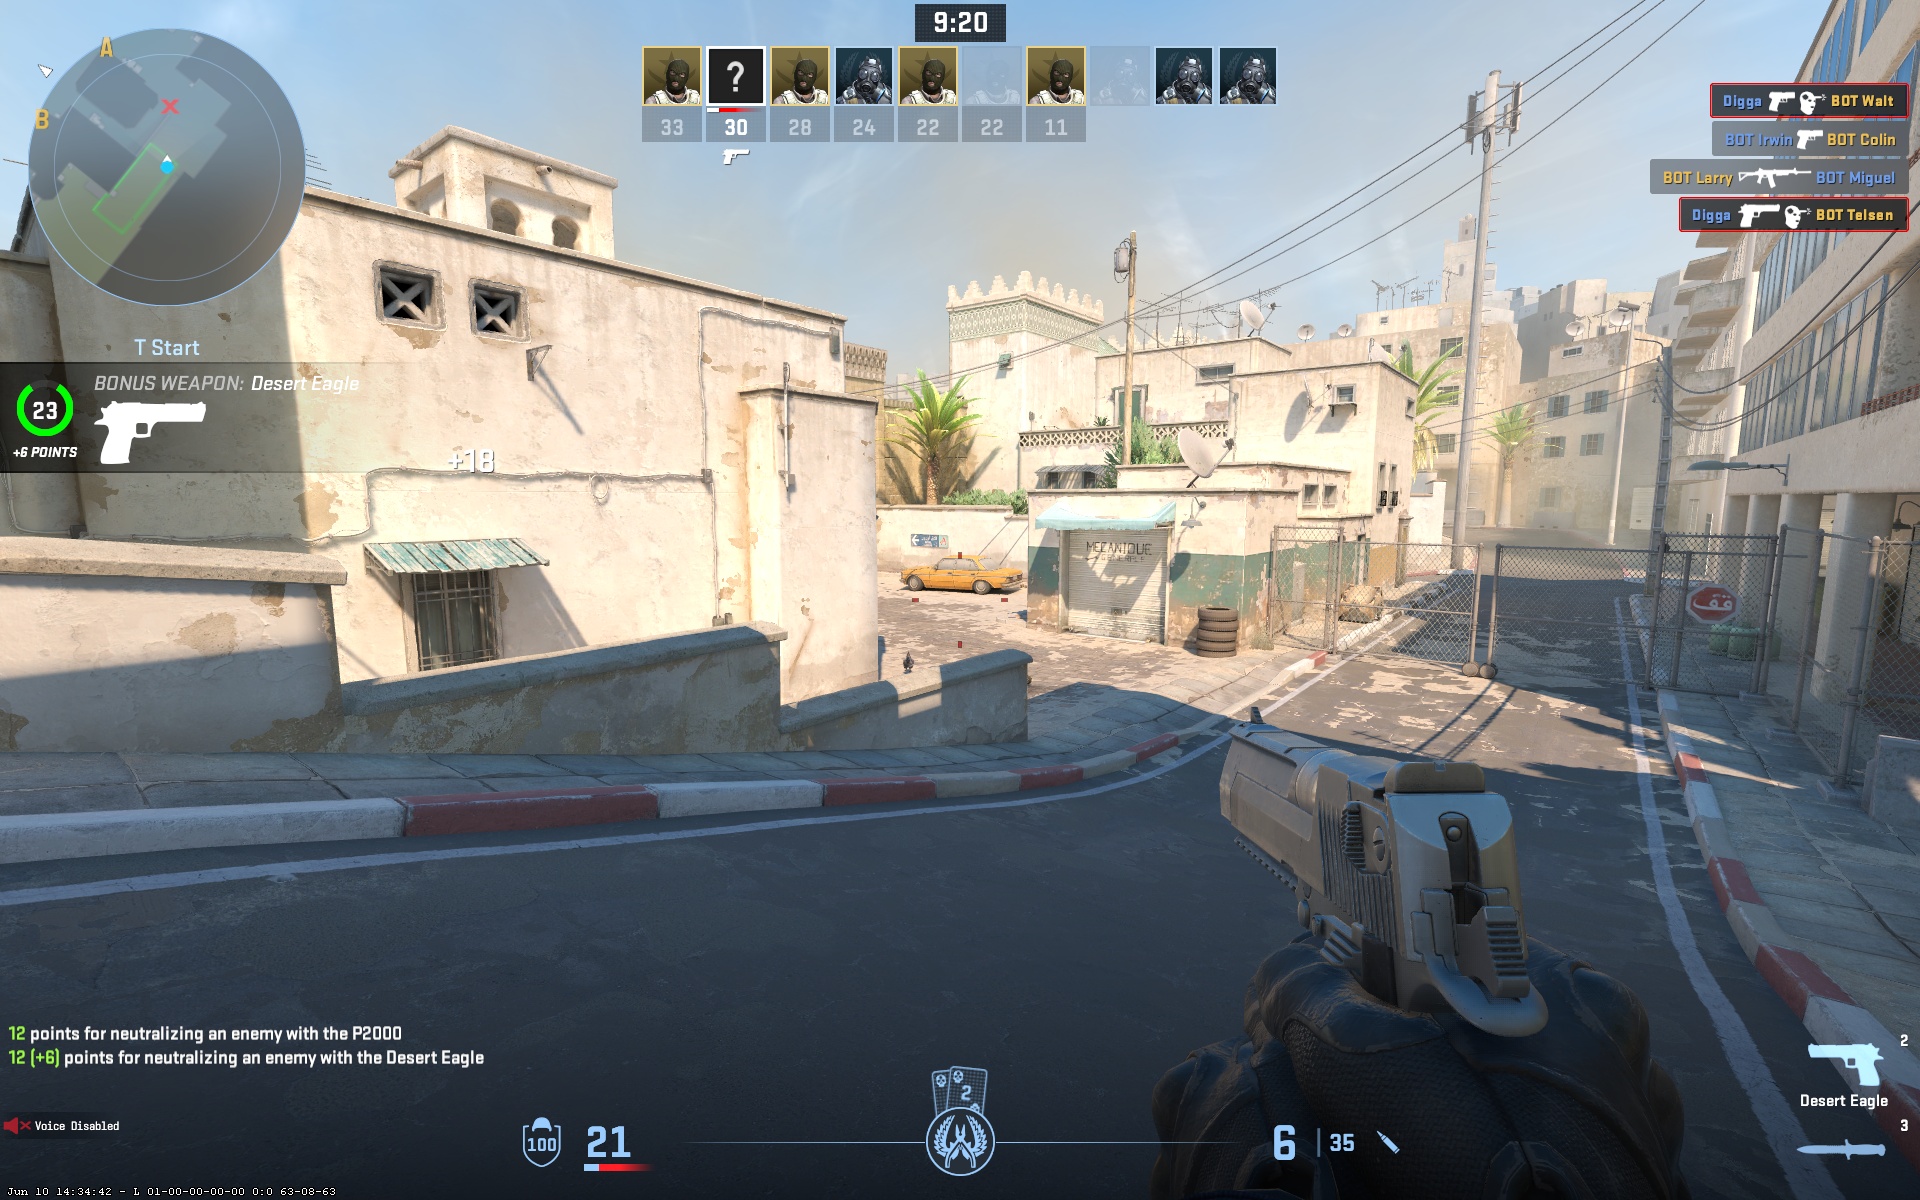 9:20
A
B
?
33
30
28
24
22
22
11
Digga BOT Walt
BOT Irwin BOT Colin
BOT Larry BOT Miguel
Digga BOT Telsen
T Start
BONUS WEAPON: Desert Eagle
23
+6 POINTS
+18
MECANIQUE
قف
12 points for neutralizing an enemy with the P2000
12 (+6) points for neutralizing an enemy with the Desert Eagle
2
Desert Eagle
3
Voice Disabled
100
21
2
6 | 35
Jun 10 14:34:42 - L 01-00-00-00-00 0:0 63-08-63